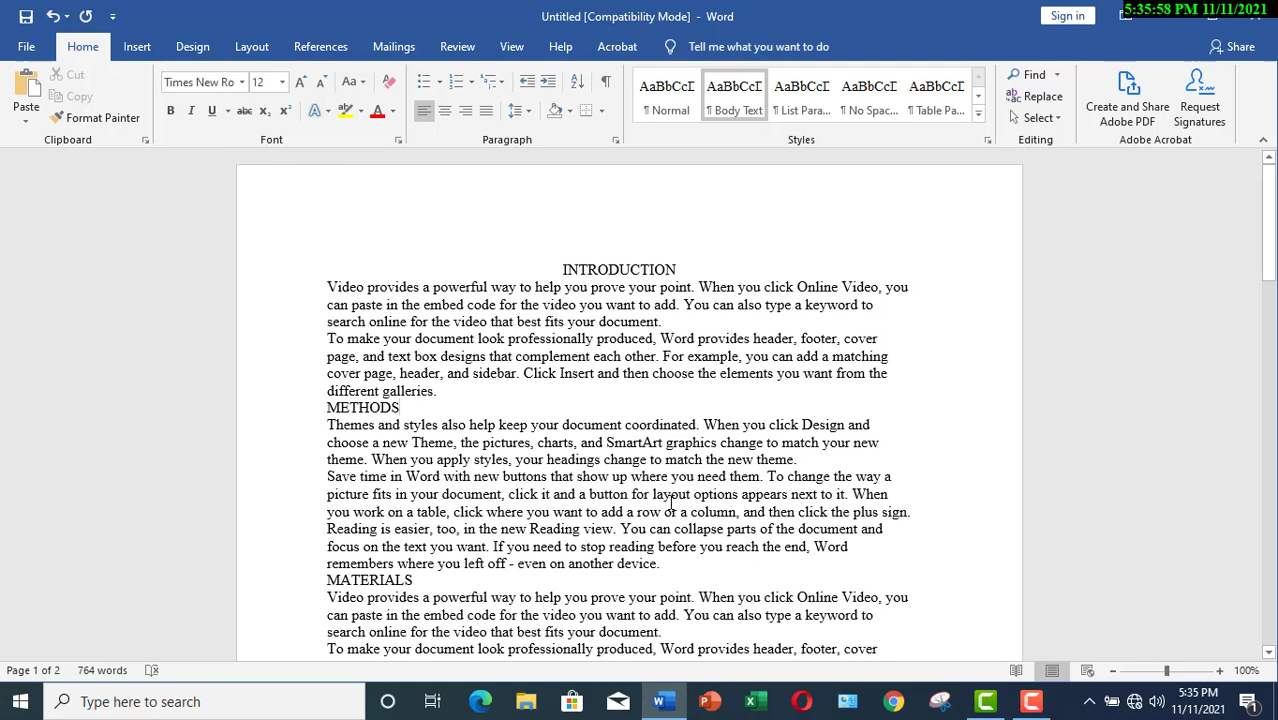 5:35:58 PM 11/11/2021
Untitled [Compatibility Mode] - Word
Sign in
File Home Insert Design Layout References Mailings Review View Help Acrobat Tell me what you want to do Share
Paste
Cut
Copy
Format Painter
Times New Ro 12 Aa
B I U abc x₂ x² A A
AaBbCcI AaBbCcI AaBbCcI AaBbCcI AaBbCcI
¶ Normal ¶ Body Text ¶ List Para... ¶ No Spac... ¶ Table Pa...
Find
Replace
Select
Create and Share
Adobe PDF
Request
Signatures
Clipboard Font Paragraph Styles Editing Adobe Acrobat
INTRODUCTION
Video provides a powerful way to help you prove your point. When you click Online Video, you
can paste in the embed code for the video you want to add. You can also type a keyword to
search online for the video that best fits your document.
To make your document look professionally produced, Word provides header, footer, cover
page, and text box designs that complement each other. For example, you can add a matching
cover page, header, and sidebar. Click Insert and then choose the elements you want from the
different galleries.
METHODS
Themes and styles also help keep your document coordinated. When you click Design and
choose a new Theme, the pictures, charts, and SmartArt graphics change to match your new
theme. When you apply styles, your headings change to match the new theme.
Save time in Word with new buttons that show up where you need them. To change the way a
picture fits in your document, click it and a button for layout options appears next to it. When
you work on a table, click where you want to add a row or a column, and then click the plus sign.
Reading is easier, too, in the new Reading view. You can collapse parts of the document and
focus on the text you want. If you need to stop reading before you reach the end, Word
remembers where you left off - even on another device.
MATERIALS
Video provides a powerful way to help you prove your point. When you click Online Video, you
can paste in the embed code for the video you want to add. You can also type a keyword to
search online for the video that best fits your document.
To make your document look professionally produced, Word provides header, footer, cover
Page 1 of 2 764 words 100%
Type here to search
5:35 PM
11/11/2021
1